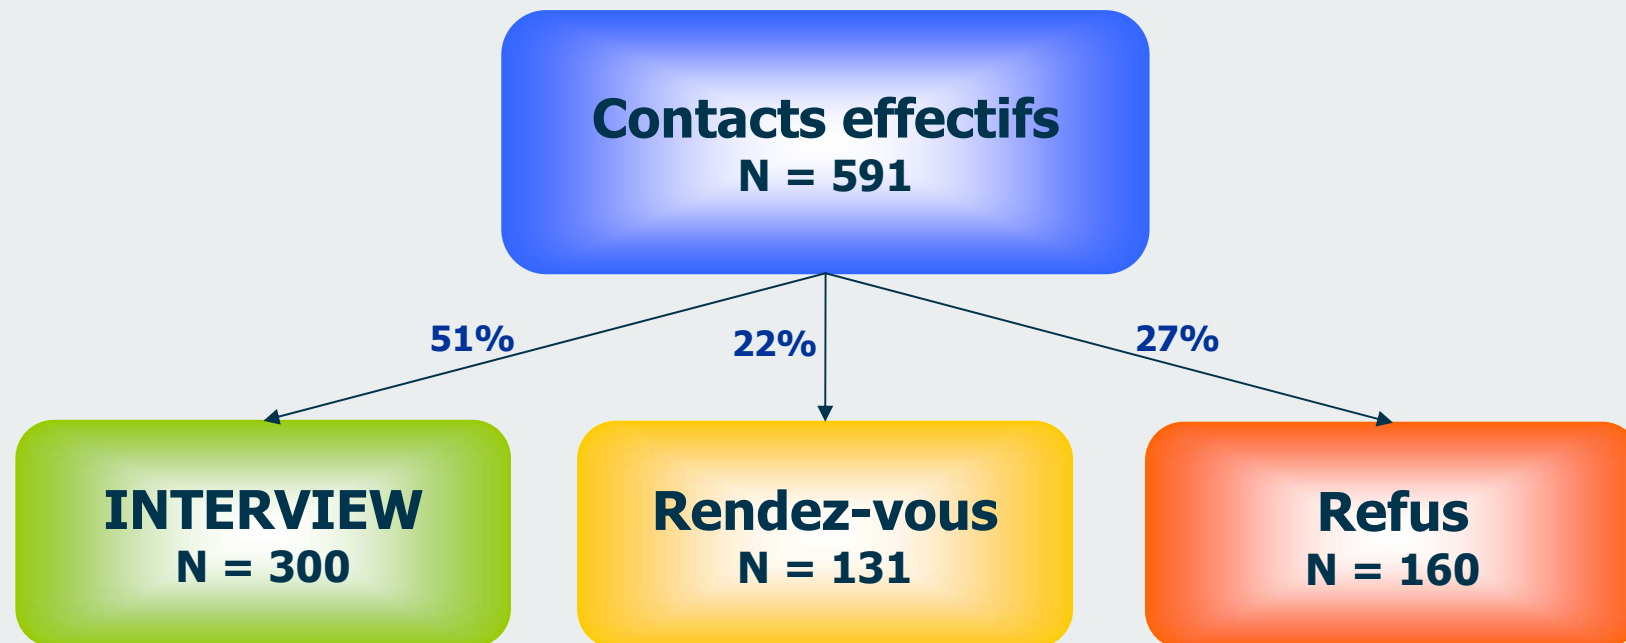 Contacts effectifs
N = 591
51%
22%
27%
INTERVIEW
N = 300
Rendez-vous
N = 131
Refus
N = 160